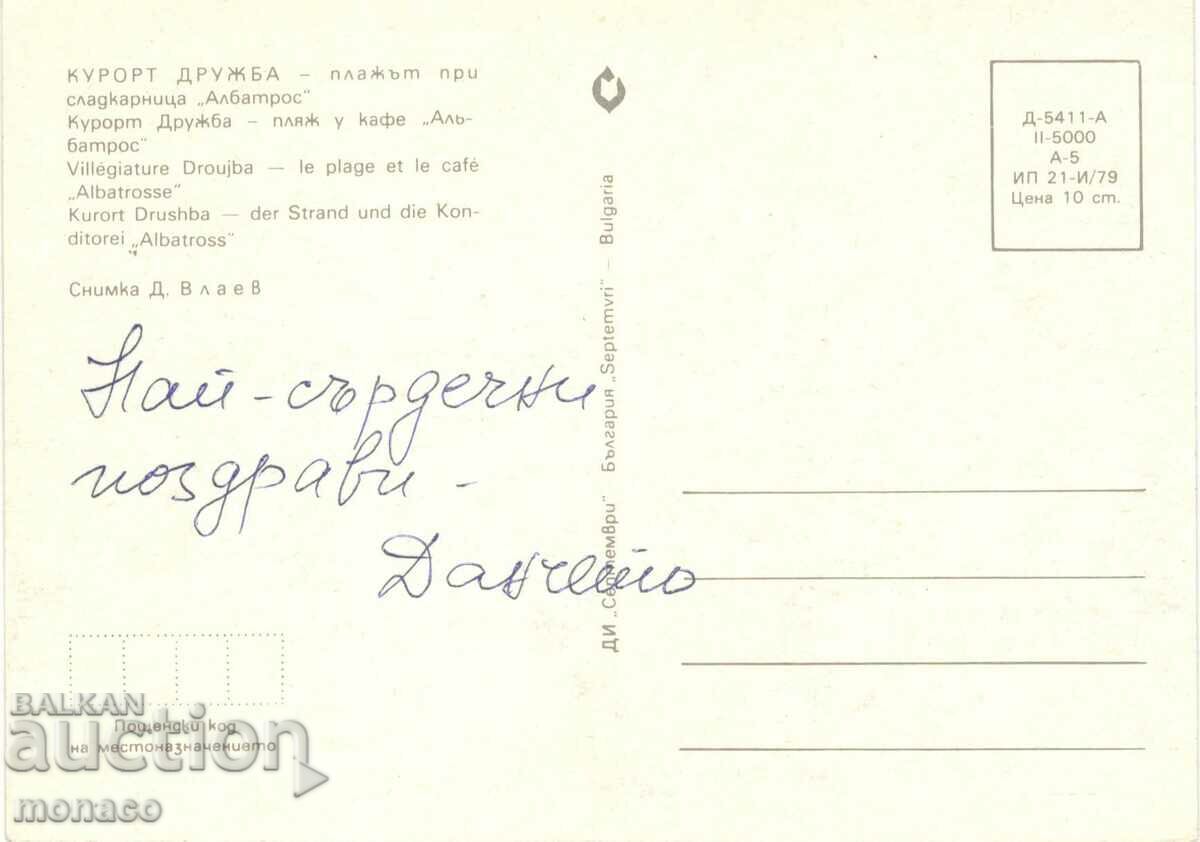 КУРОРТ ДРУЖБА – плажът при
сладкарница „Албатрос"
Курорт Дружба – пляж у кафе „Аль-
батрос"
Villégiature Droujba — le plage et le café
„Albatrosse"
Kurort Drushba — der Strand und die Kon-
ditorei „Albatross"
Снимка Д. Влаев
Най-сърдечни
поздрави -
Данчето
Пощенски код
на местоназначението
ДИ „Септември" България „Septemvri" – Bulgaria
Д-5411-А
II-5000
А-5
ИП 21-И/79
Цена 10 ст.
BALKAN
auction
monaco